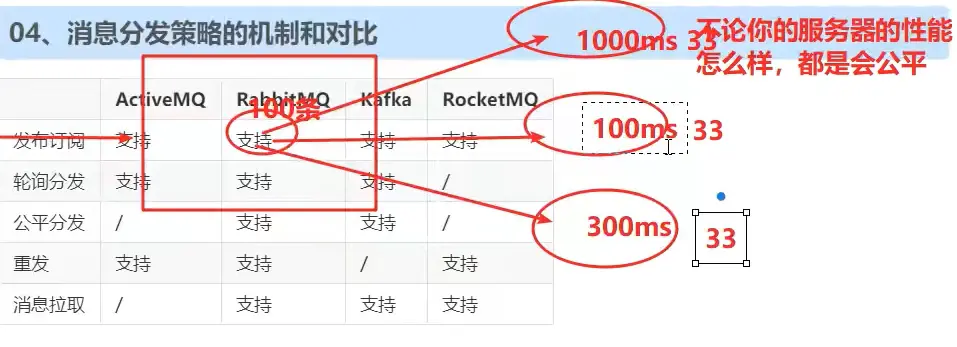 04、消息分发策略的机制和对比
1000ms 33
不论你的服务器的性能
怎么样，都是会公平
ActiveMQ RabbitMQ Kafka RocketMQ
100条
发布订阅 支持 支持 支持 支持
100ms 33
轮询分发 支持 支持 支持 /
公平分发 / 支持 支持 /
300ms
33
重发 支持 支持 / 支持
消息拉取 / 支持 支持 支持